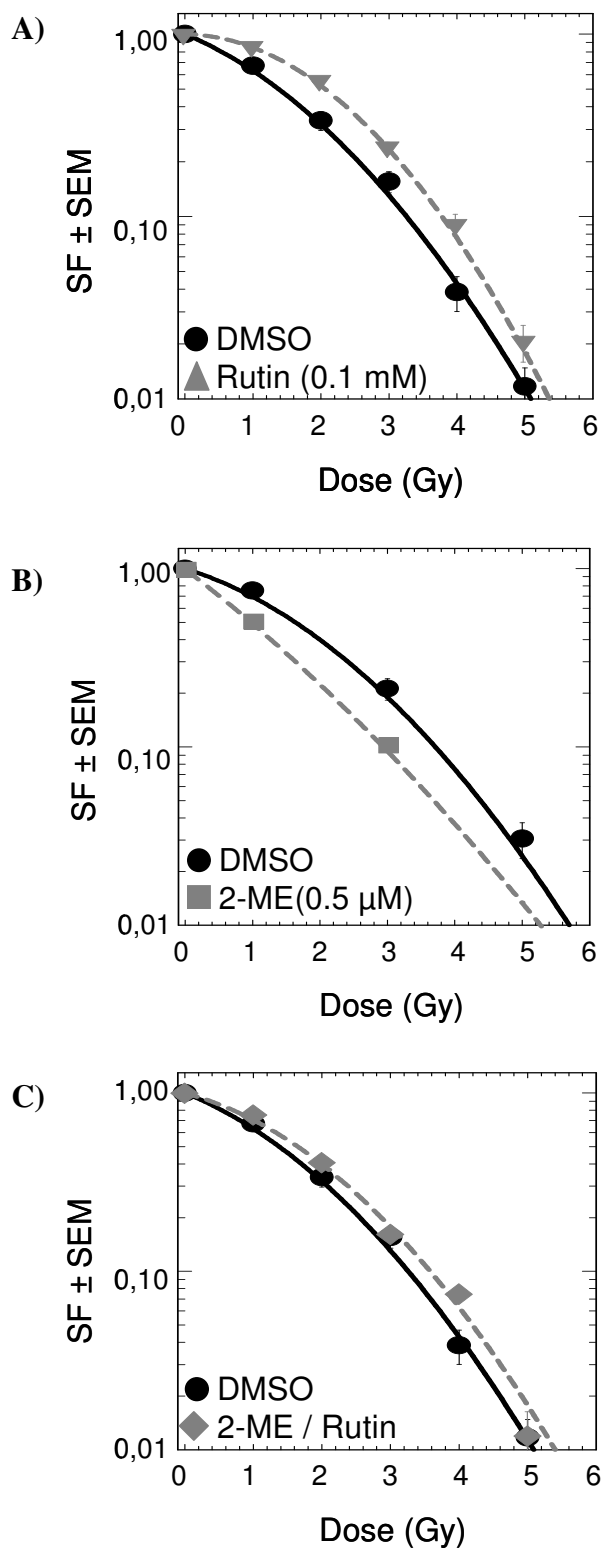 A)
SF ± SEM
1,00
0,10
0,01
DMSO
Rutin (0.1 mM)
0 1 2 3 4 5 6
Dose (Gy)
B)
SF ± SEM
1,00
0,10
0,01
DMSO
2-ME(0.5 µM)
0 1 2 3 4 5 6
Dose (Gy)
C)
SF ± SEM
1,00
0,10
0,01
DMSO
2-ME / Rutin
0 1 2 3 4 5 6
Dose (Gy)